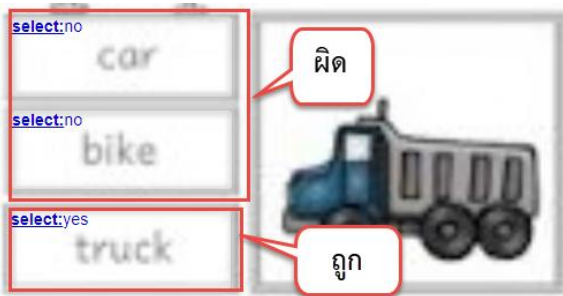 select:no
car
ผิด
select:no
bike
select:yes
truck
ถูก